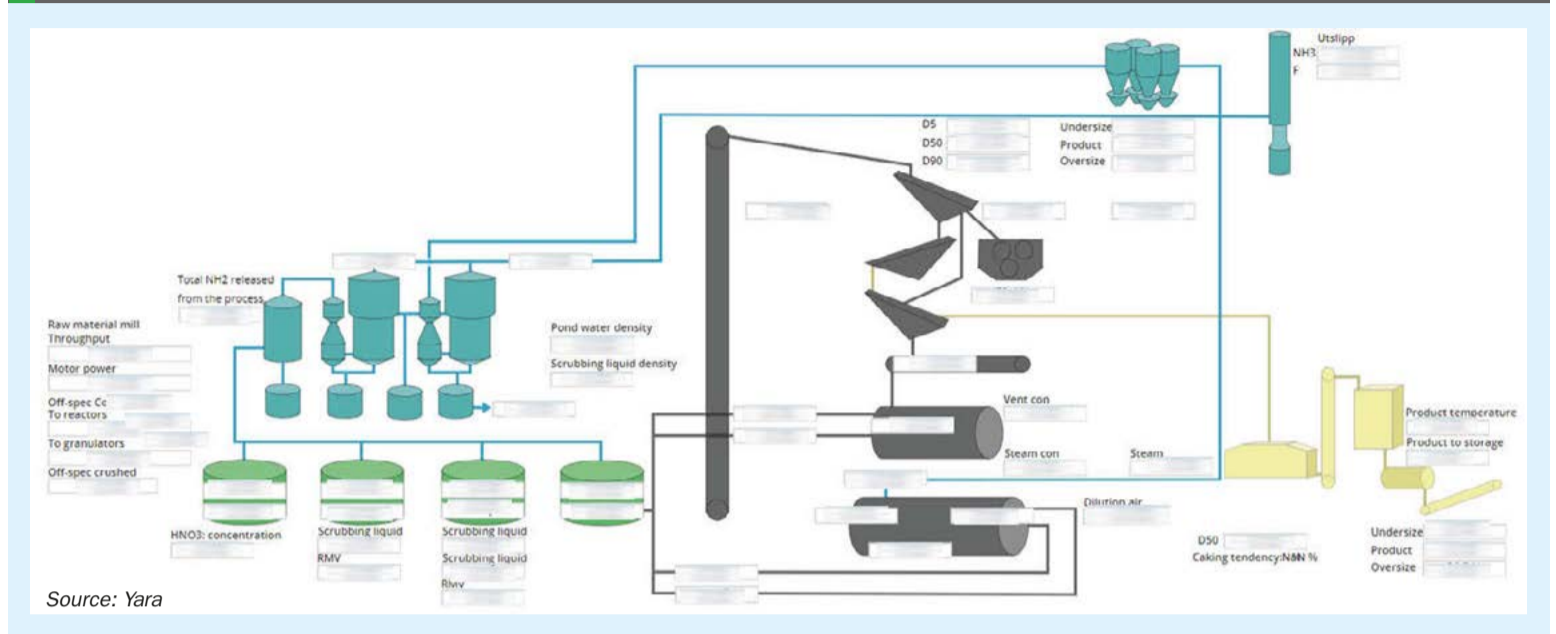 Utslipp
NH3
F
D5
D50
D90
Undersize
Product
Oversize
Total NH2 released
from the process
Raw material mill
Throughput
Motor power
Off-spec Cc
To reactors
To granulators
Off-spec crushed
Pond water density
Scrubbing liquid density
Vent con
Steam con
Steam
Dilution air
Product temperature
Product to storage
HNO3: concentration
Scrubbing liquid
RMV
Scrubbing liquid
Scrubbing liquid
RMV
D50
Caking tendency: %
Undersize
Product
Oversize
Source: Yara